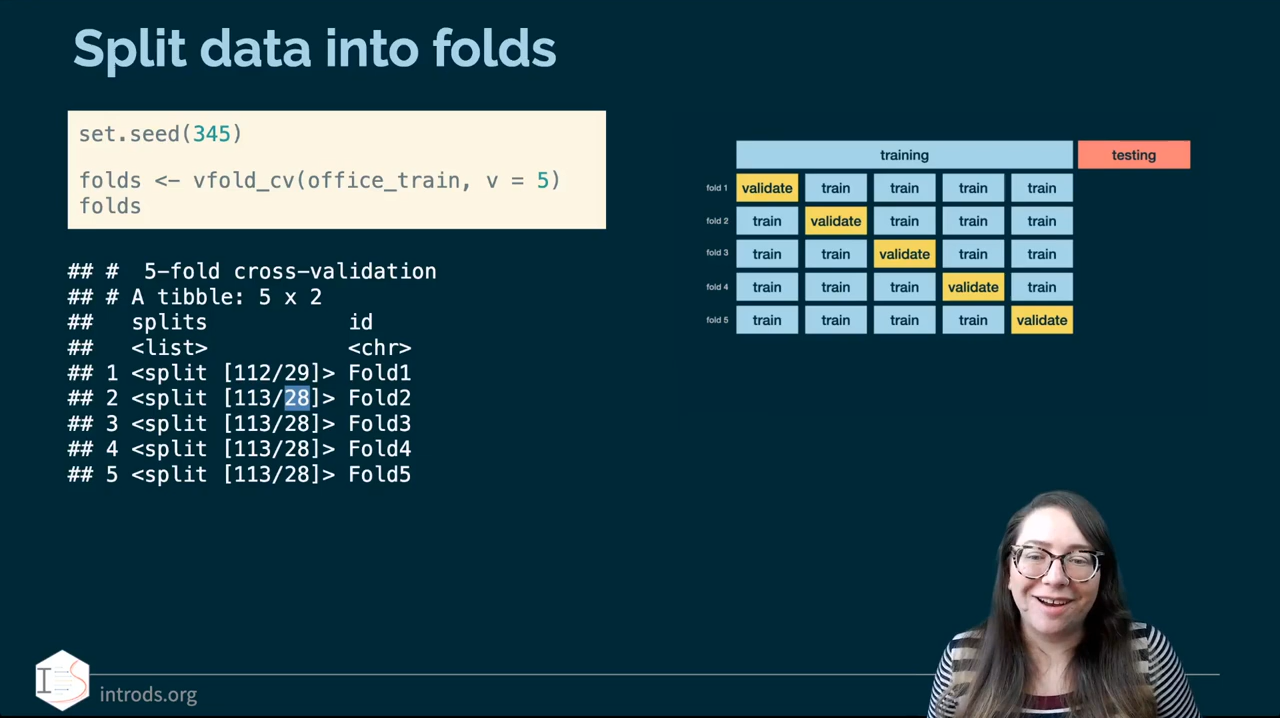 Split data into folds
set.seed(345)
folds <- vfold_cv(office_train, v = 5)
folds
## #  5-fold cross-validation
## # A tibble: 5 x 2
##   splits           id
##   <list>           <chr>
## 1 <split [112/29]> Fold1
## 2 <split [113/28]> Fold2
## 3 <split [113/28]> Fold3
## 4 <split [113/28]> Fold4
## 5 <split [113/28]> Fold5
training testing
fold 1 validate train train train train
fold 2 train validate train train train
fold 3 train train validate train train
fold 4 train train train validate train
fold 5 train train train train validate
introds.org